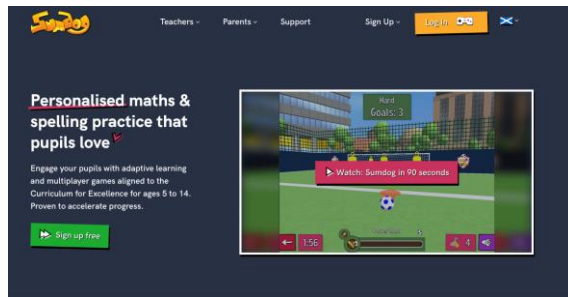 Sumdog
Teachers
Parents
Support
Sign Up
Log In
Personalised maths &
spelling practice that
pupils love
Engage your pupils with adaptive learning
and multiplayer games aligned to the
Curriculum for Excellence for ages 5 to 14.
Proven to accelerate progress.
Sign up free
Hard
Goals: 3
Watch: Sumdog in 90 seconds
1:56
4